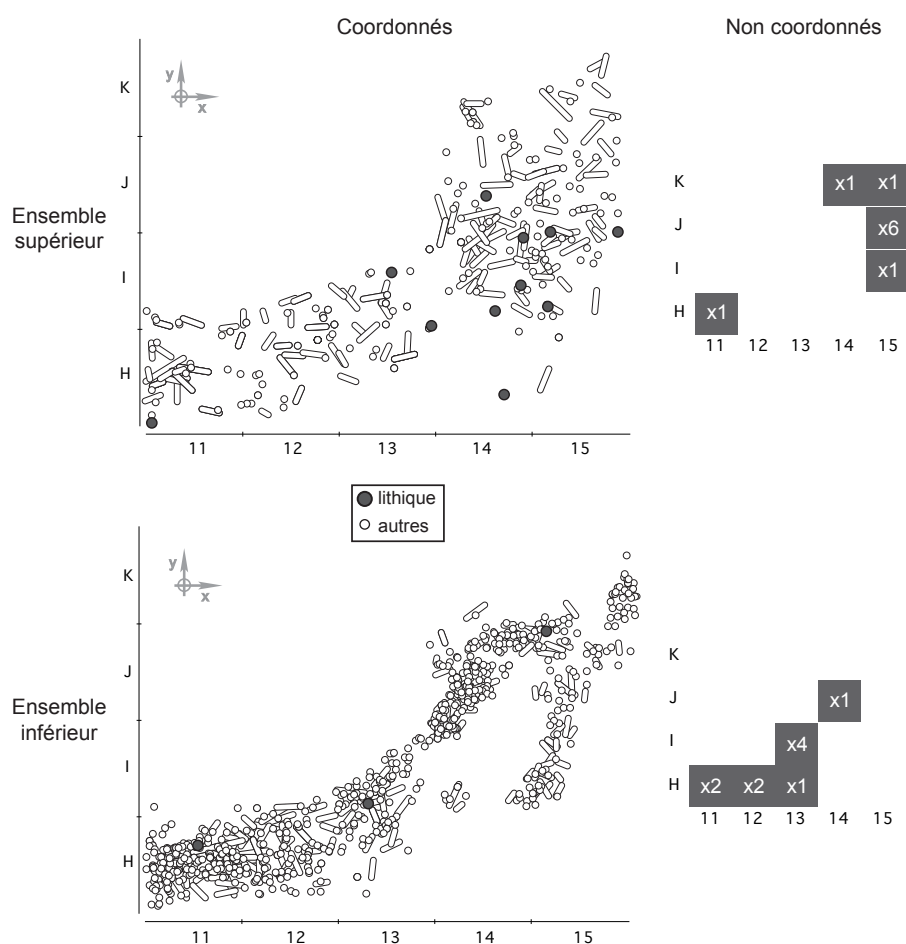 Coordonnés
Non coordonnés
K
J
I
H
y
x
Ensemble
supérieur
11 12 13 14 15
K
J
I
H
x1 x1
x6
x1
x1
11 12 13 14 15
lithique
autres
K
J
I
H
y
x
Ensemble
inférieur
11 12 13 14 15
K
J
I
H
x1
x4
x2 x2 x1
11 12 13 14 15